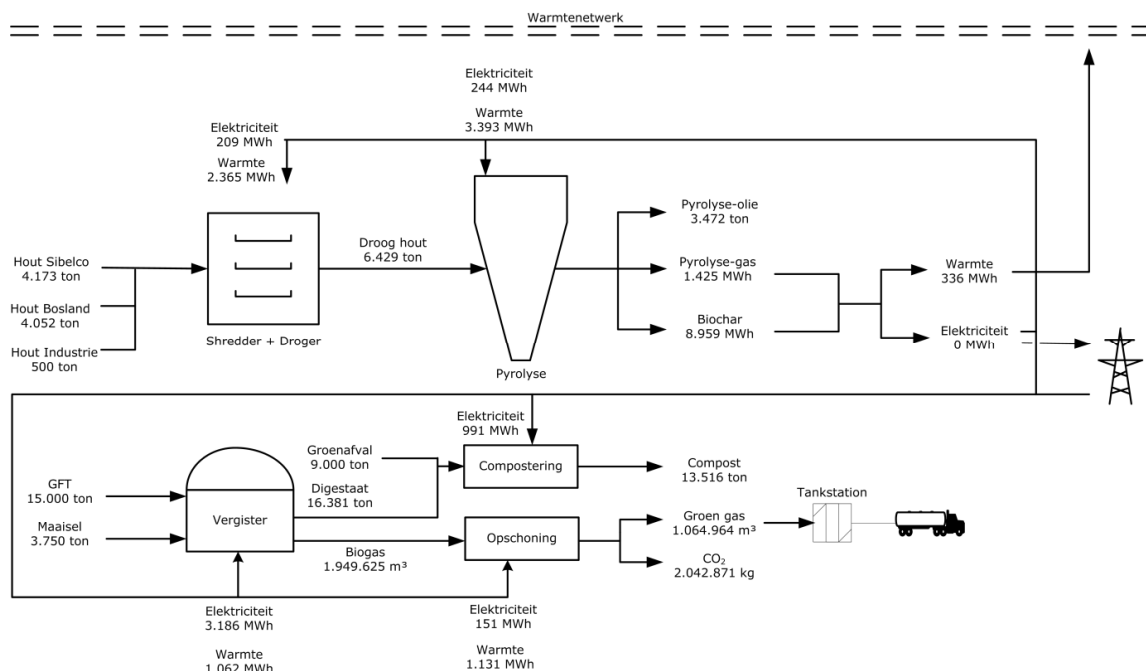 Warmtenetwerk
Elektriciteit
244 MWh
Warmte
3.393 MWh
Elektriciteit
209 MWh
Warmte
2.365 MWh
Hout Sibelco
4.173 ton
Hout Bosland
4.052 ton
Hout Industrie
500 ton
Shredder + Droger
Droog hout
6.429 ton
Pyrolyse
Pyrolyse-olie
3.472 ton
Pyrolyse-gas
1.425 MWh
Biochar
8.959 MWh
Warmte
336 MWh
Elektriciteit
0 MWh
Elektriciteit
991 MWh
Groenafval
9.000 ton
Digestaat
16.381 ton
Compostering
Compost
13.516 ton
GFT
15.000 ton
Maaisel
3.750 ton
Vergister
Biogas
1.949.625 m³
Opschoning
Groen gas
1.064.964 m³
CO₂
2.042.871 kg
Tankstation
Elektriciteit
3.186 MWh
Warmte
1.062 MWh
Elektriciteit
151 MWh
Warmte
1.131 MWh